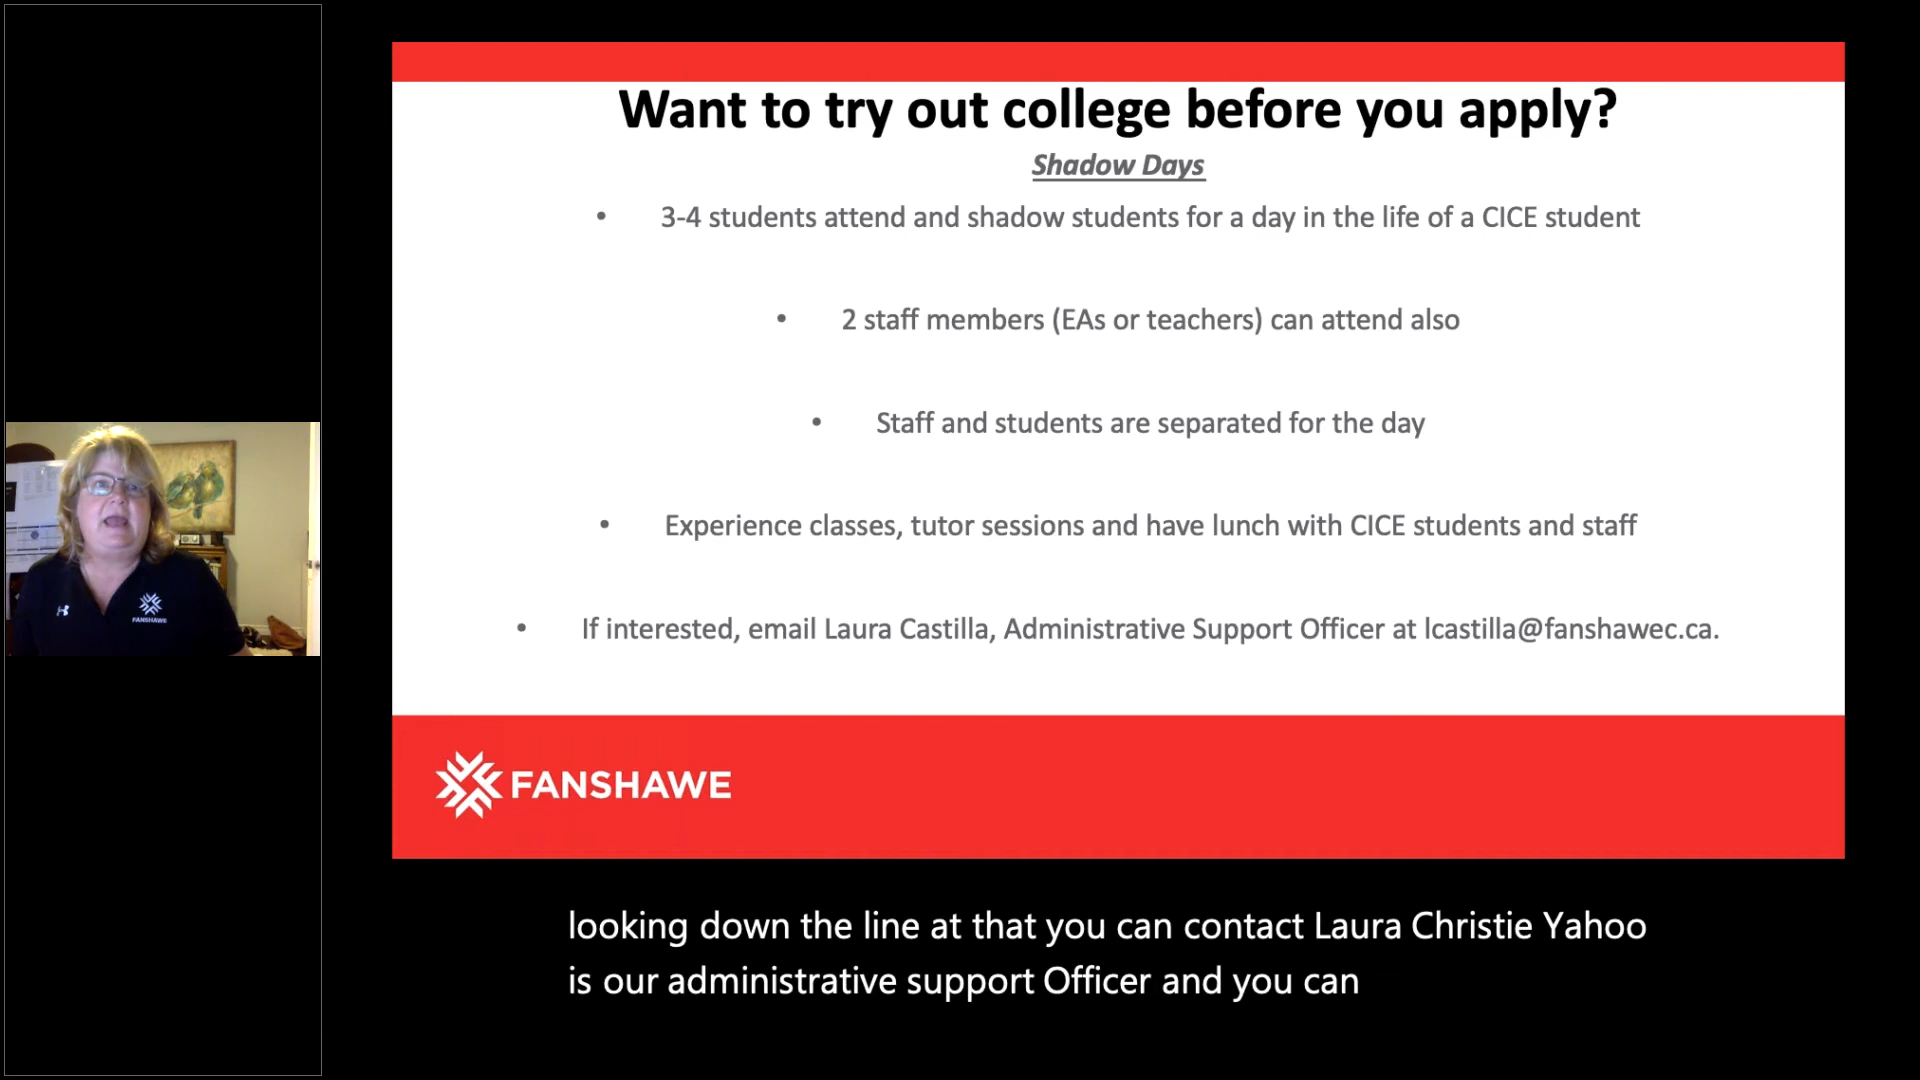 Want to try out college before you apply?
Shadow Days
• 3-4 students attend and shadow students for a day in the life of a CICE student
• 2 staff members (EAs or teachers) can attend also
• Staff and students are separated for the day
• Experience classes, tutor sessions and have lunch with CICE students and staff
• If interested, email Laura Castilla, Administrative Support Officer at lcastilla@fanshawec.ca.
FANSHAWE
FANSHAWE
looking down the line at that you can contact Laura Christie Yahoo
is our administrative support Officer and you can